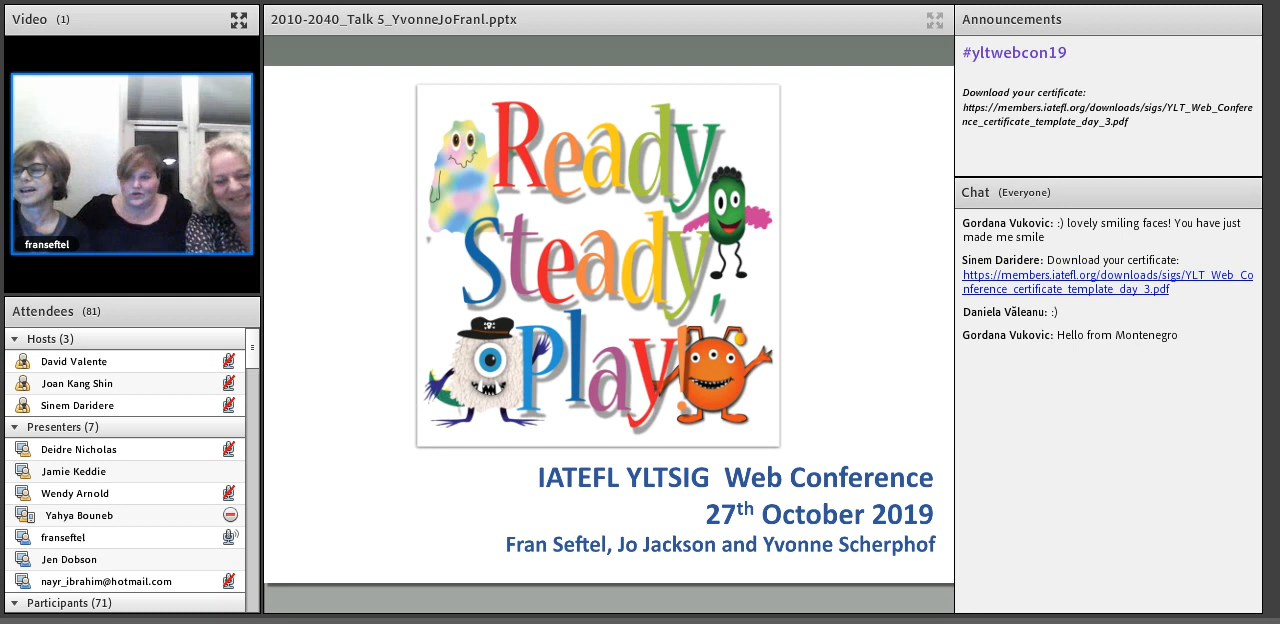 Video (1)
franseftel
Attendees (81)
Hosts (3)
David Valente
Joan Kang Shin
Sinem Daridere
Presenters (7)
Deidre Nicholas
Jamie Keddie
Wendy Arnold
Yahya Bouneb
franseftel
Jen Dobson
nayr_ibrahim@hotmail.com
Participants (71)
2010-2040_Talk 5_YvonneJoFranl.pptx
Ready
Steady,
Play!
IATEFL YLTSIG Web Conference
27th October 2019
Fran Seftel, Jo Jackson and Yvonne Scherphof
Announcements
#yltwebcon19
Download your certificate:
https://members.iatefl.org/downloads/sigs/YLT_Web_Confere
nce_certificate_template_day_3.pdf
Chat (Everyone)
Gordana Vukovic: :) lovely smiling faces! You have just
made me smile
Sinem Daridere: Download your certificate:
https://members.iatefl.org/downloads/sigs/YLT_Web_Co
nference_certificate_template_day_3.pdf
Daniela Văleanu: :)
Gordana Vukovic: Hello from Montenegro